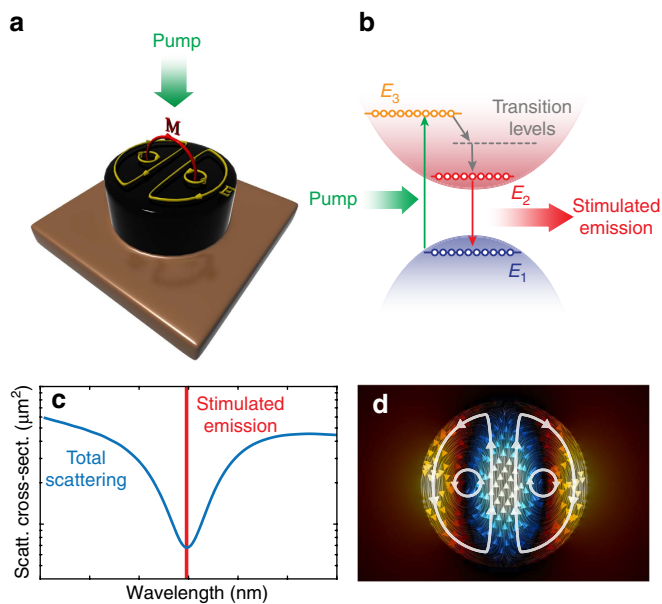 a
Pump
M
E
b
E3
Transition
levels
Pump
E2
Stimulated
emission
E1
c
Scatt. cross-sect. (μm²)
Total
scattering
Stimulated
emission
Wavelength (nm)
d